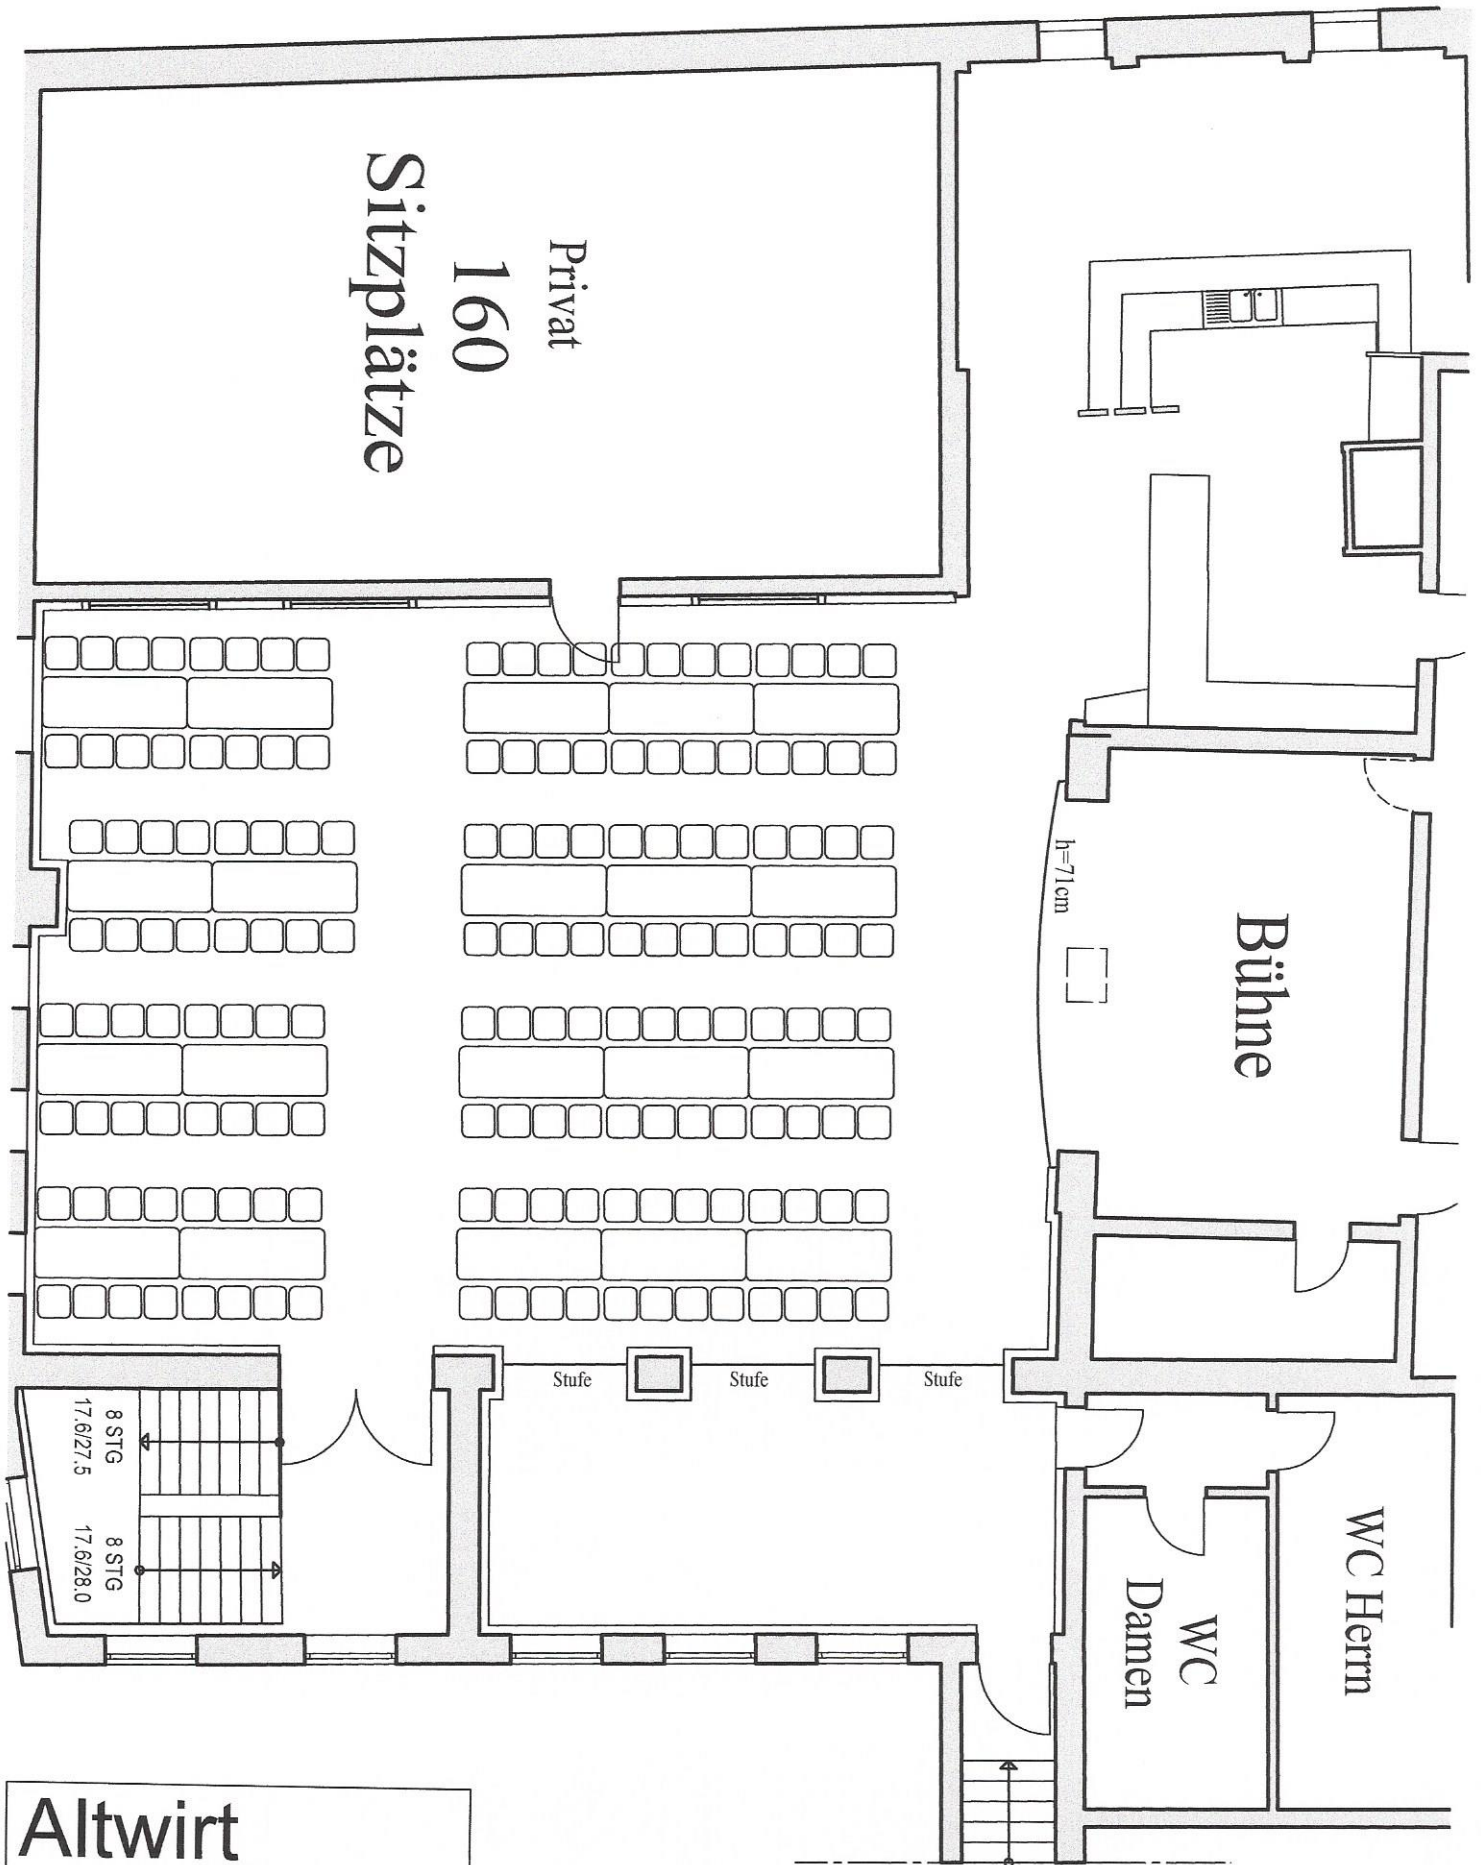 Privat
160
Sitzplätze
h=71cm
Bühne
Stufe
Stufe
Stufe
8 STG
17.6/27.5
8 STG
17.6/28.0
WC Herrn
WC
Damen
Altwirt